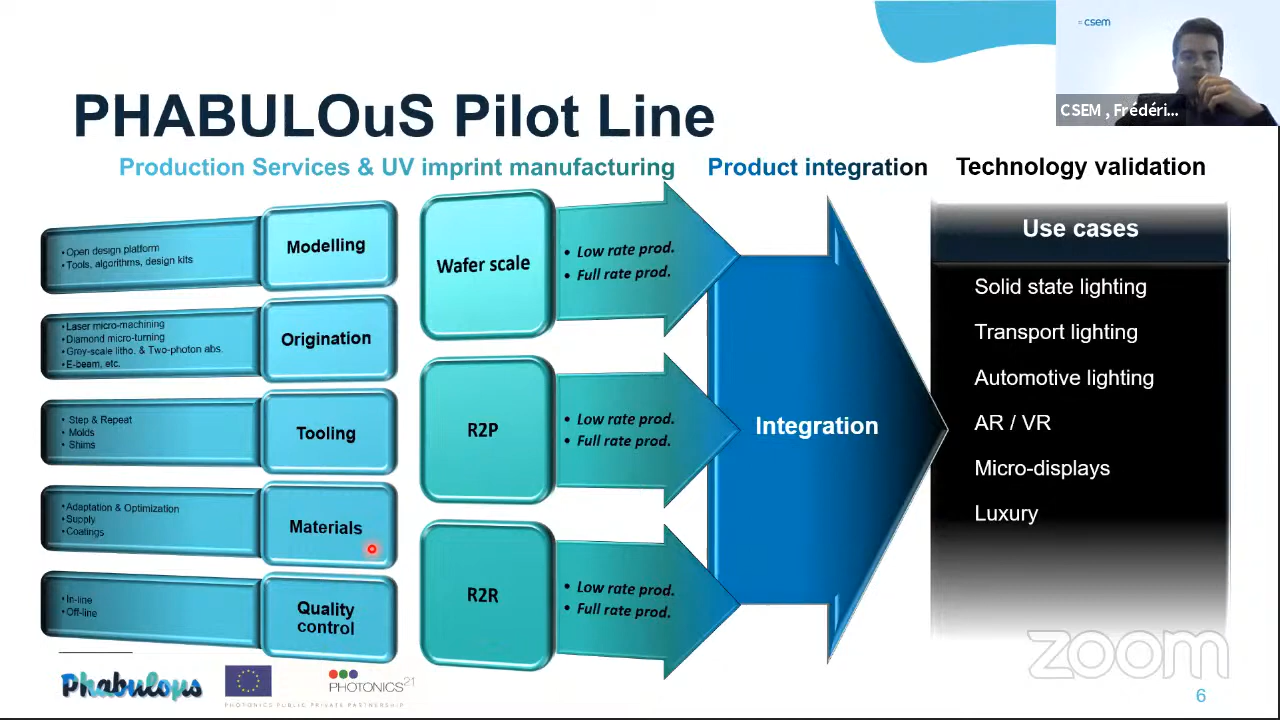 csem
CSEM , Frédéri...
PHABULOuS Pilot Line
Production Services & UV imprint manufacturing
Product integration
Technology validation
• Open design platform
• Tools, algorithms, design kits
Modelling
• Laser micro-machining
• Diamond micro-turning
• Grey-scale litho. & Two-photon abs.
• E-beam, etc.
Origination
• Step & Repeat
• Molds
• Shims
Tooling
• Adaptation & Optimization
• Supply
• Coatings
Materials
• In-line
• Off-line
Quality
control
Wafer scale
• Low rate prod.
• Full rate prod.
R2P
• Low rate prod.
• Full rate prod.
R2R
• Low rate prod.
• Full rate prod.
Integration
Use cases
Solid state lighting
Transport lighting
Automotive lighting
AR / VR
Micro-displays
Luxury
Phabulous
PHOTONICS²¹
PHOTONICS PUBLIC PRIVATE PARTNERSHIP
zoom
6